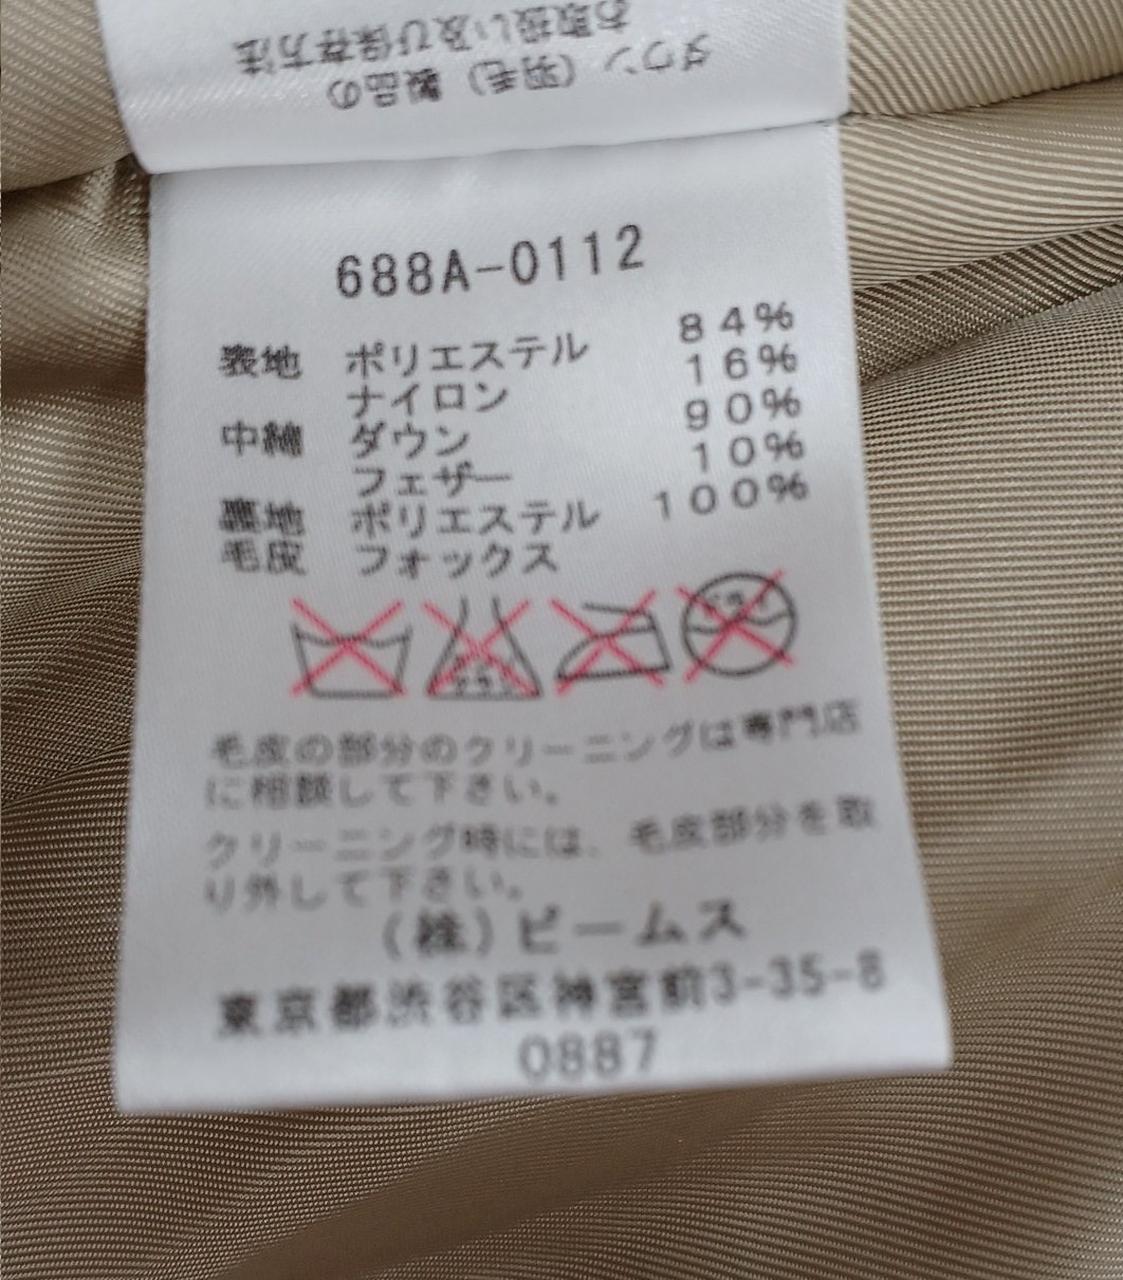 ダウン（羽毛）製品の
お取扱い及び保存方法
688A-0112
表地 ポリエステル 84%
ナイロン 16%
中綿 ダウン 90%
フェザー 10%
裏地 ポリエステル 100%
毛皮 フォックス
毛皮の部分のクリーニングは専門店
に相談して下さい。
クリーニング時には、毛皮部分を取
り外して下さい。
（株）ビームス
東京都渋谷区神宮前3-35-8
0887